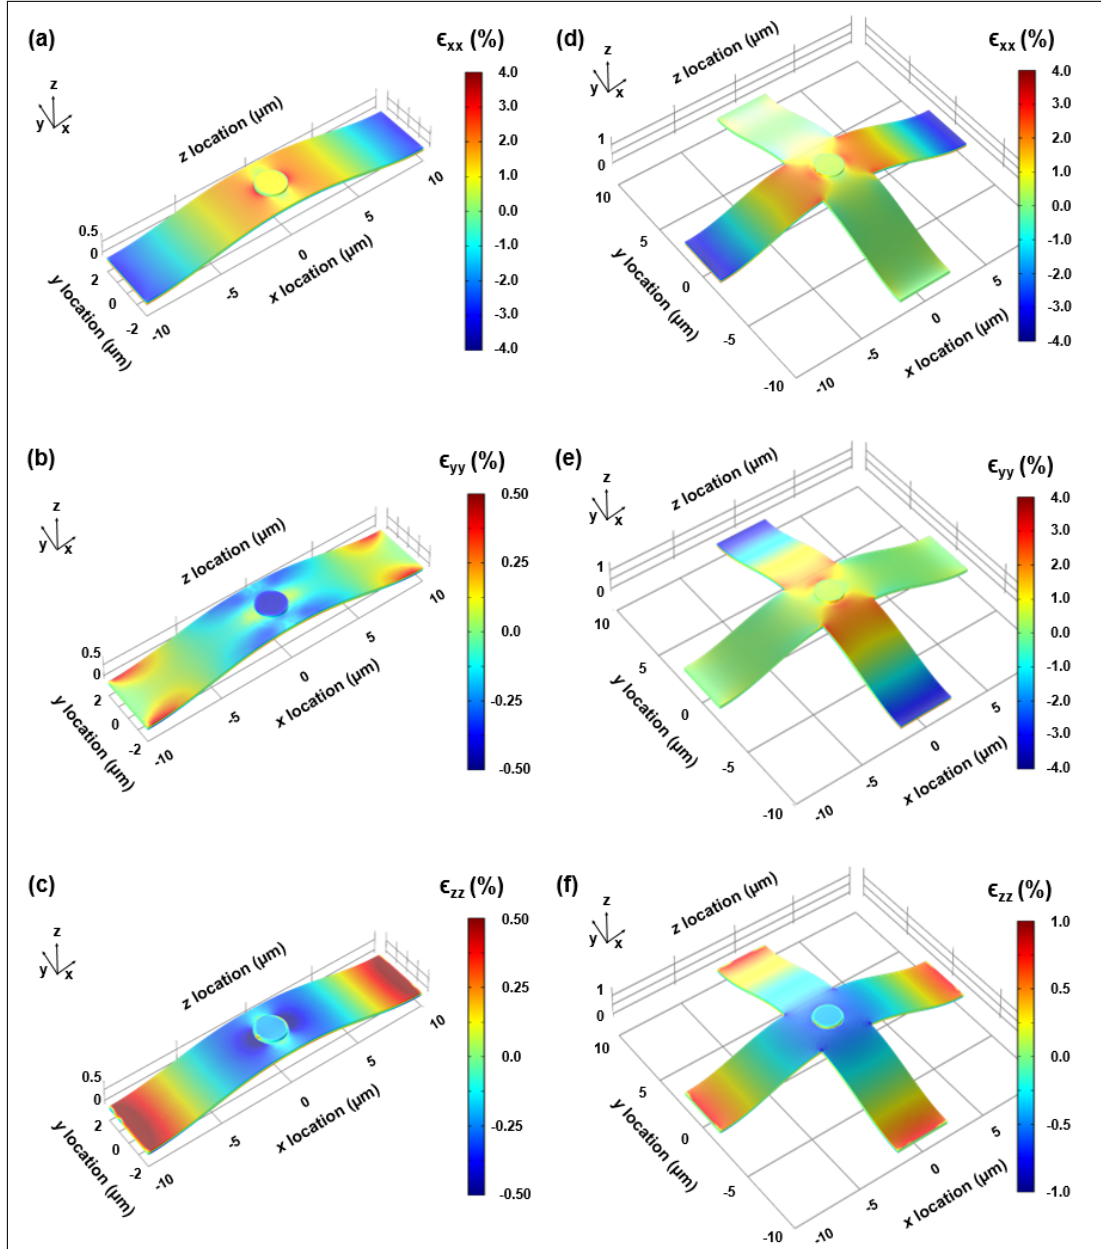 (a)
ϵxx (%)
z
y
x
z location (µm)
4.0
3.0
2.0
1.0
0.0
-1.0
-2.0
-3.0
-4.0
0.5
0
2
0
-2
y location (µm)
-10
-5
0
5
10
x location (µm)
(d)
ϵxx (%)
z
y
x
z location (µm)
4.0
3.0
2.0
1.0
0.0
-1.0
-2.0
-3.0
-4.0
1
0
10
5
0
-5
-10
y location (µm)
-10
-5
0
5
x location (µm)
(b)
ϵyy (%)
z
y
x
z location (µm)
0.50
0.25
0.0
-0.25
-0.50
0.5
0
2
0
-2
y location (µm)
-10
-5
0
5
10
x location (µm)
(e)
ϵyy (%)
z
y
x
z location (µm)
4.0
3.0
2.0
1.0
0.0
-1.0
-2.0
-3.0
-4.0
1
0
10
5
0
-5
-10
y location (µm)
-10
-5
0
5
x location (µm)
(c)
ϵzz (%)
z
y
x
z location (µm)
0.50
0.25
0.0
-0.25
-0.50
0.5
0
2
0
-2
y location (µm)
-10
-5
0
5
10
x location (µm)
(f)
ϵzz (%)
z
y
x
z location (µm)
1.0
0.5
0.0
-0.5
-1.0
1
0
10
5
0
-5
-10
y location (µm)
-10
-5
0
5
x location (µm)